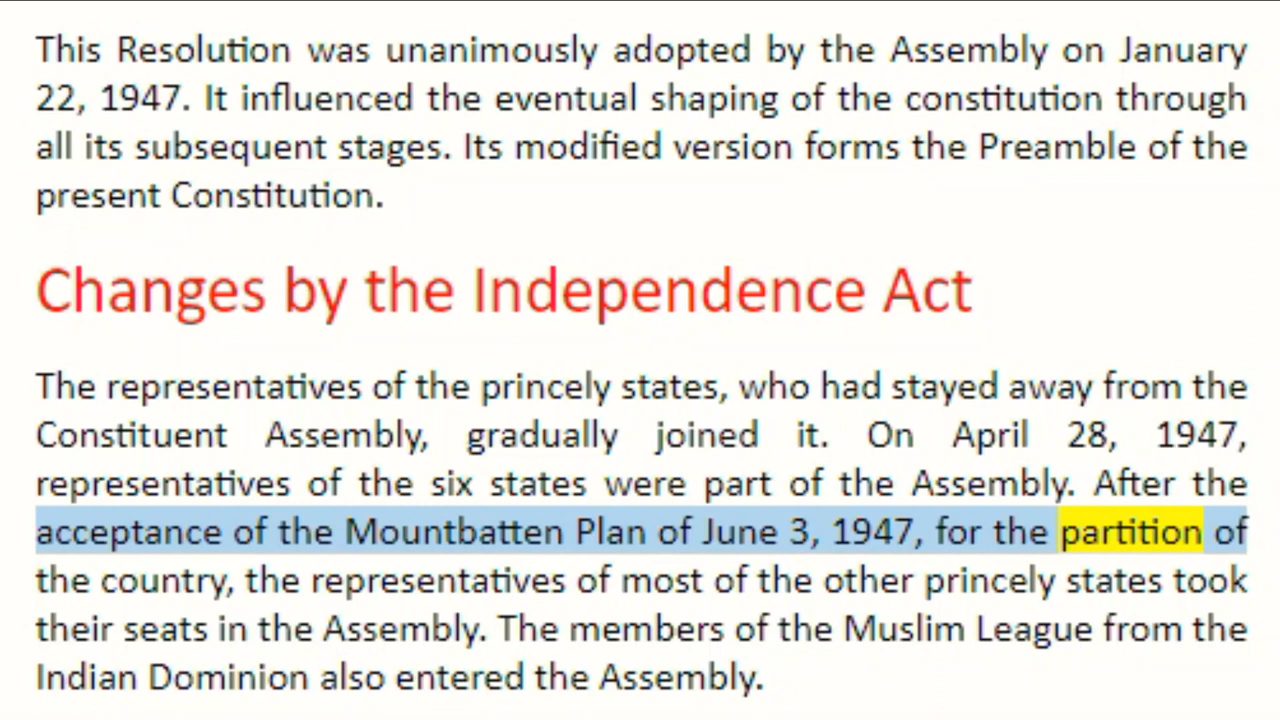 This Resolution was unanimously adopted by the Assembly on January
22, 1947. It influenced the eventual shaping of the constitution through
all its subsequent stages. Its modified version forms the Preamble of the
present Constitution.
Changes by the Independence Act
The representatives of the princely states, who had stayed away from the
Constituent Assembly, gradually joined it. On April 28, 1947,
representatives of the six states were part of the Assembly. After the
acceptance of the Mountbatten Plan of June 3, 1947, for the partition of
the country, the representatives of most of the other princely states took
their seats in the Assembly. The members of the Muslim League from the
Indian Dominion also entered the Assembly.